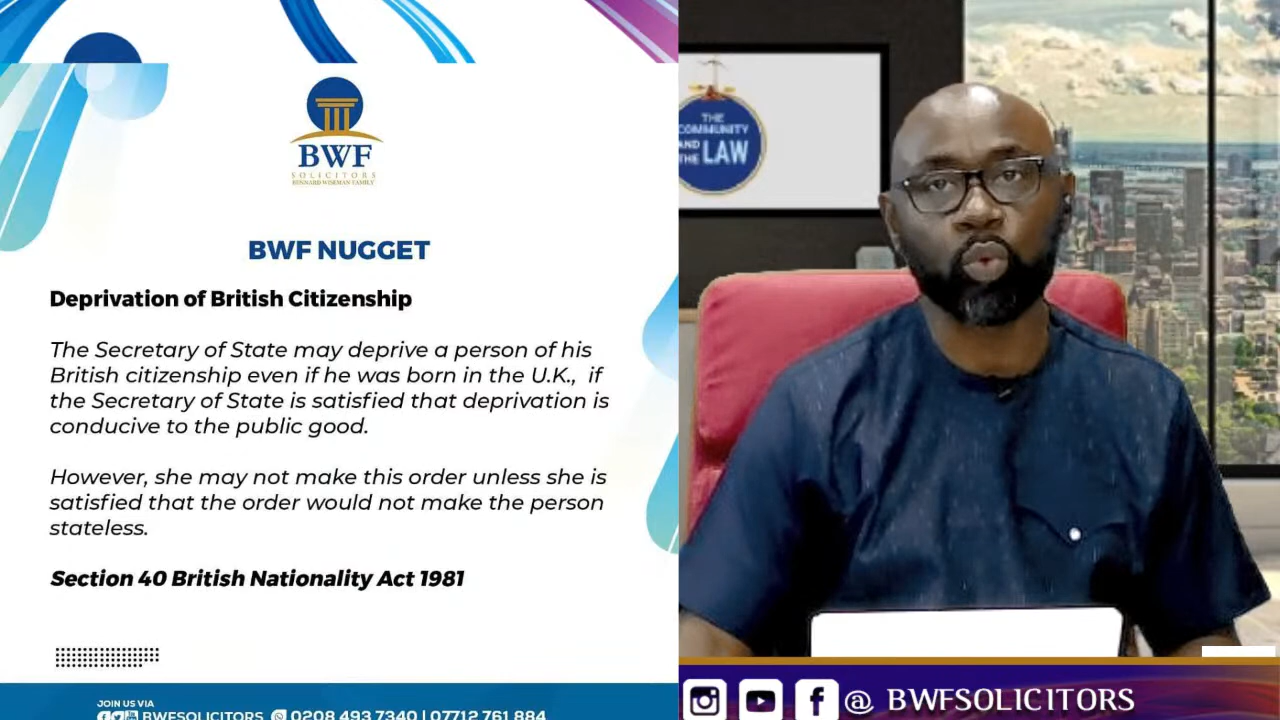 BWF
SOLICITORS
BENNARD WISEMAN FAMILY
BWF NUGGET
Deprivation of British Citizenship
The Secretary of State may deprive a person of his
British citizenship even if he was born in the U.K., if
the Secretary of State is satisfied that deprivation is
conducive to the public good.
However, she may not make this order unless she is
satisfied that the order would not make the person
stateless.
Section 40 British Nationality Act 1981
JOIN US VIA
BWFSOLICITORS 0208 493 7340 | 07712 761 884
THE
COMMUNITY
AND
THE LAW
@ BWFSOLICITORS